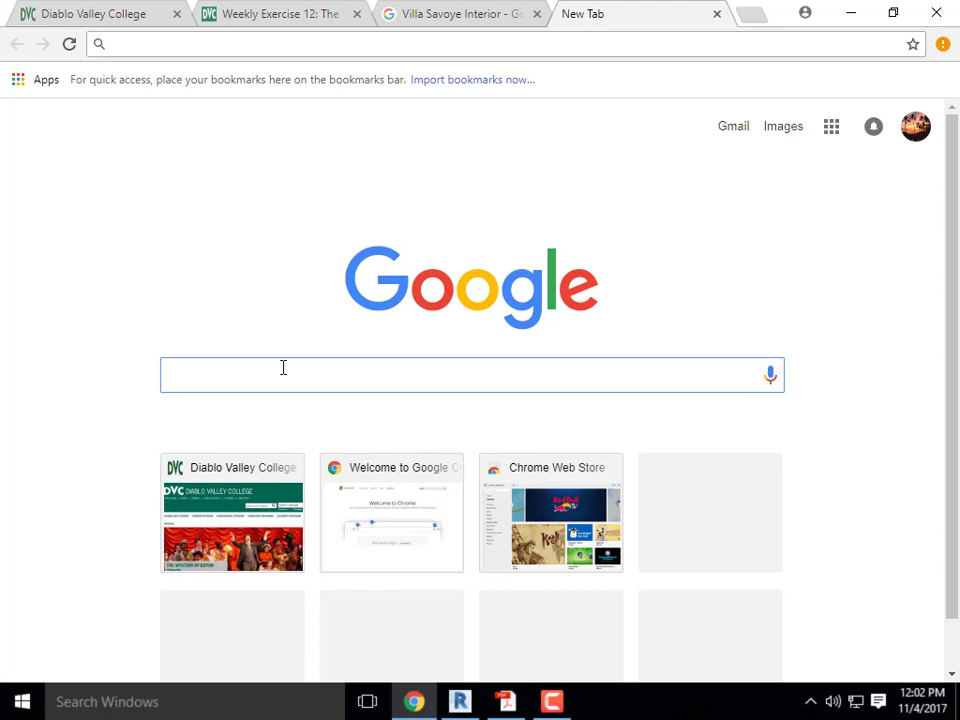 Diablo Valley College
Weekly Exercise 12: The
Villa Savoye Interior - Go
New Tab
Apps
For quick access, place your bookmarks here on the bookmarks bar. Import bookmarks now...
Gmail
Images
Google
DVC Diablo Valley College
Welcome to Google C
Chrome Web Store
DVC DIABLO VALLEY COLLEGE
Welcome to Chrome
Search Windows
12:02 PM
11/4/2017